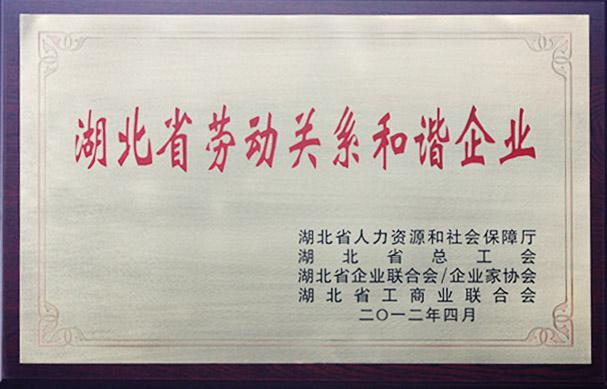 湖北省劳动关系和谐企业
湖北省人力资源和社会保障厅
湖北省总工会
湖北省企业联合会/企业家协会
湖北省工商业联合会
二〇一二年四月